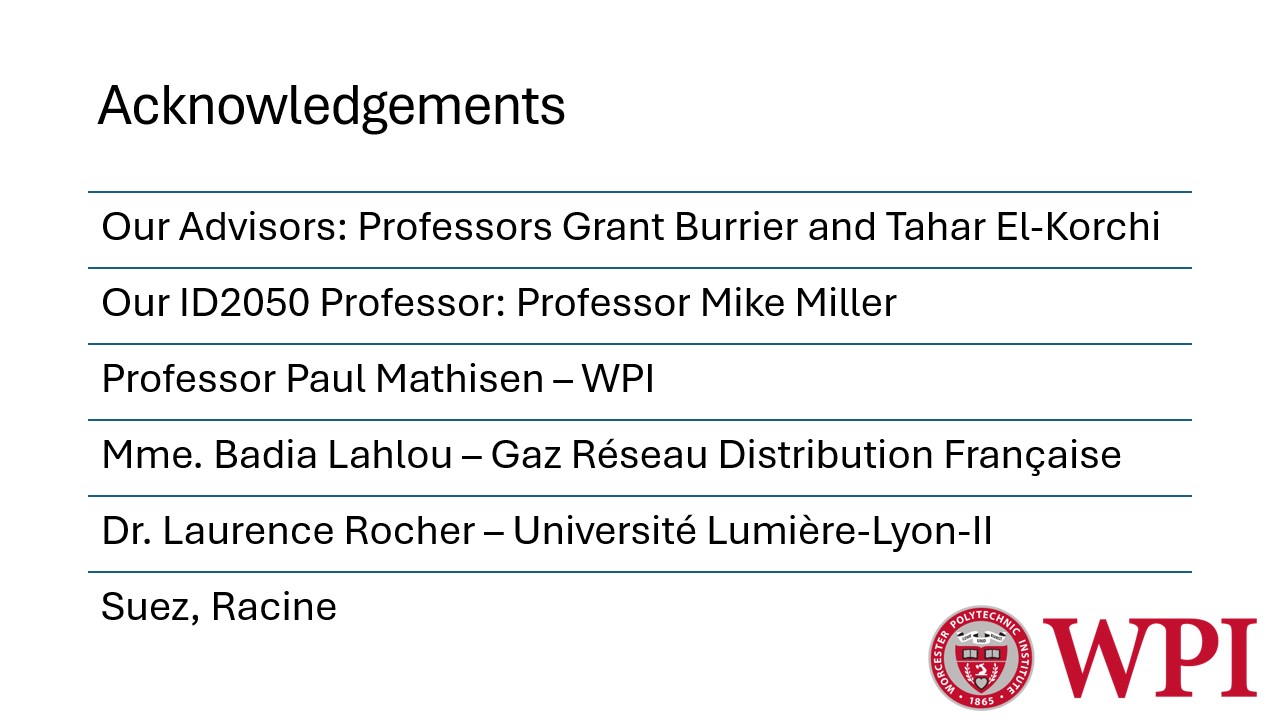 Acknowledgements
Our Advisors: Professors Grant Burrier and Tahar El-Korchi
Our ID2050 Professor: Professor Mike Miller
Professor Paul Mathisen – WPI
Mme. Badia Lahlou – Gaz Réseau Distribution Française
Dr. Laurence Rocher – Université Lumière-Lyon-II
Suez, Racine
WORCESTER POLYTECHNIC INSTITUTE
1865
WPI